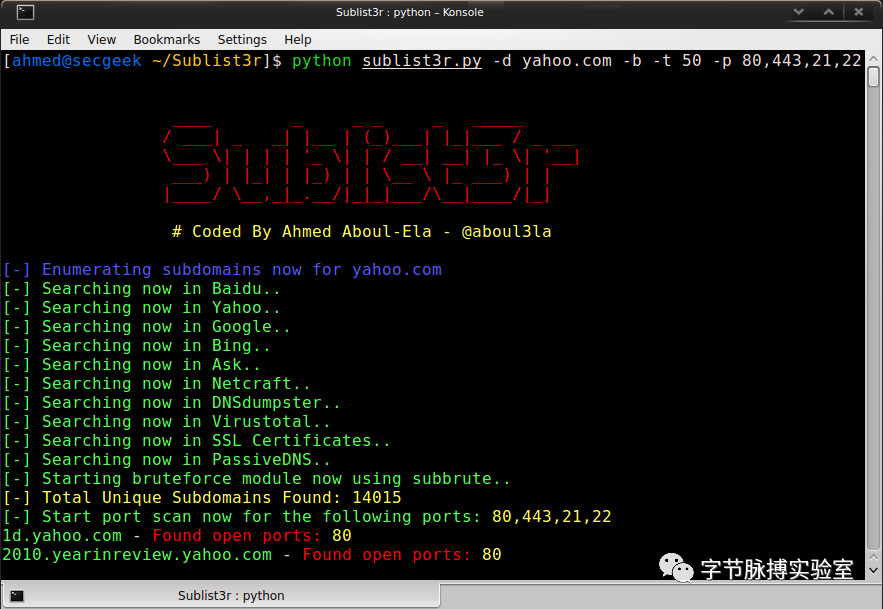 Sublist3r : python – Konsole
File Edit View Bookmarks Settings Help
[ahmed@secgeek ~/Sublist3r]$ python sublist3r.py -d yahoo.com -b -t 50 -p 80,443,21,22
Sublist3r
# Coded By Ahmed Aboul-Ela - @aboul3la
[-] Enumerating subdomains now for yahoo.com
[-] Searching now in Baidu..
[-] Searching now in Yahoo..
[-] Searching now in Google..
[-] Searching now in Bing..
[-] Searching now in Ask..
[-] Searching now in Netcraft..
[-] Searching now in DNSdumpster..
[-] Searching now in Virustotal..
[-] Searching now in SSL Certificates..
[-] Searching now in PassiveDNS..
[-] Starting bruteforce module now using subbrute..
[-] Total Unique Subdomains Found: 14015
[-] Start port scan now for the following ports: 80,443,21,22
1d.yahoo.com - Found open ports: 80
2010.yearinreview.yahoo.com - Found open ports: 80
字节脉搏实验室
Sublist3r : python